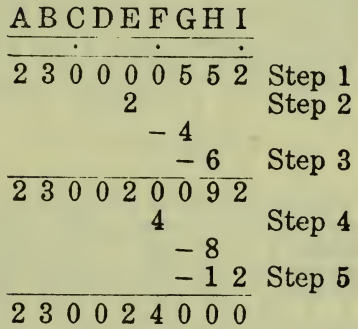 A B C D E F G H I
. . .
2 3 0 0 0 0 5 5 2 Step 1
2 Step 2
- 4
- 6 Step 3
2 3 0 0 2 0 0 9 2
4 Step 4
- 8
- 1 2 Step 5
2 3 0 0 2 4 0 0 0